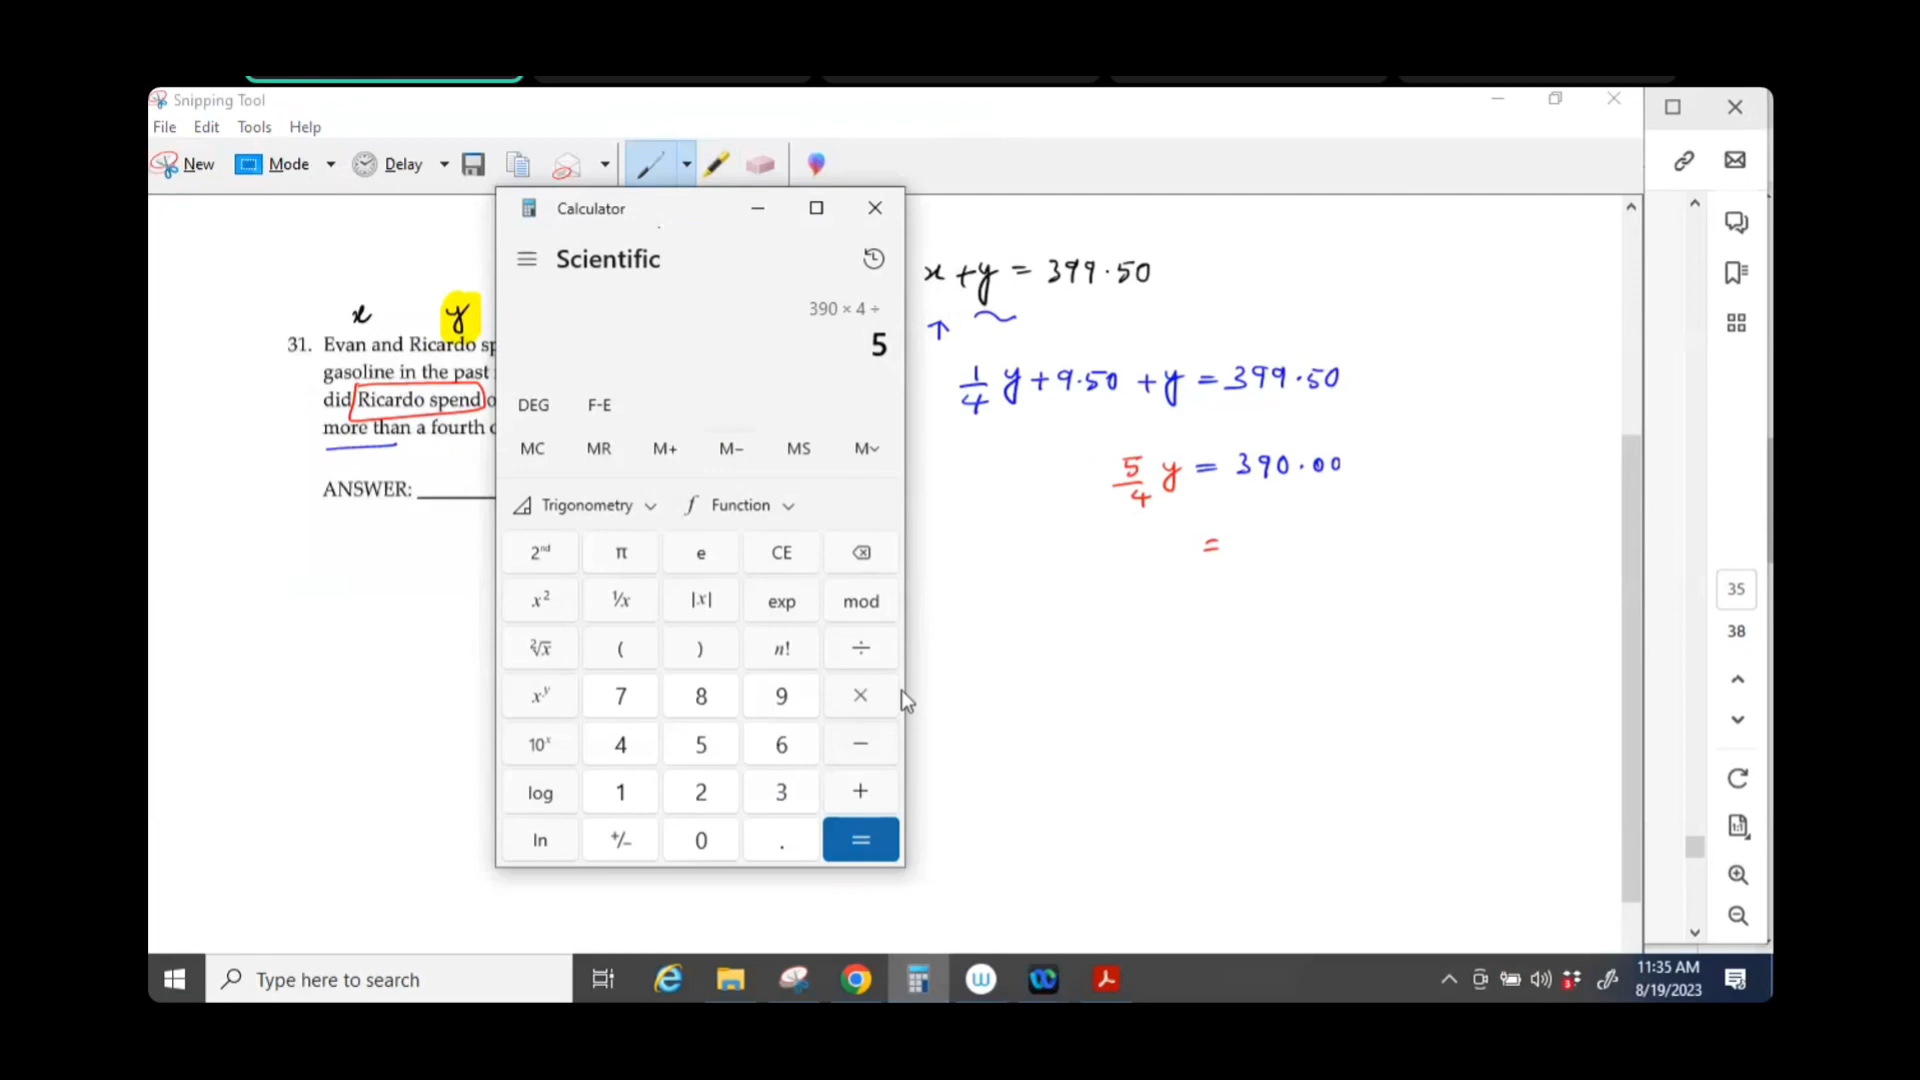 Snipping Tool
File Edit Tools Help
New Mode Delay
Calculator
Scientific
390 × 4 ÷
5
DEG F-E
MC MR M+ M− MS M˅
Trigonometry f Function
2nd π e CE
x² ¹/x |x| exp mod
²√x ( ) n! ÷
xʸ 7 8 9 ×
10ˣ 4 5 6 −
log 1 2 3 +
ln +/− 0 . =
x y
31. Evan and Ricardo sp
gasoline in the past
did Ricardo spend o
more than a fourth o
ANSWER:
x + y = 399.50
↑
1/4 y + 9.50 + y = 399.50
5/4 y = 390.00
=
35
38
1:1
Type here to search
11:35 AM
8/19/2023